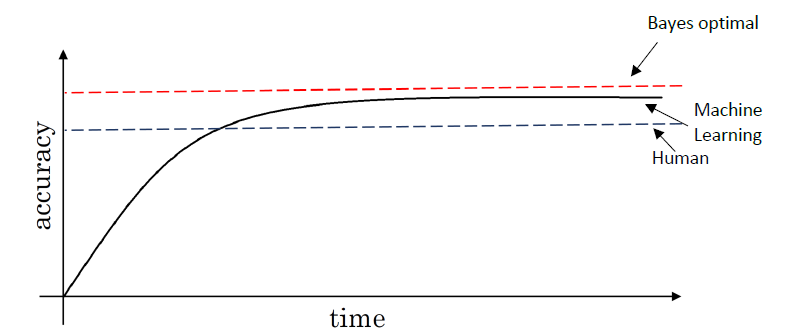 Bayes optimal
Machine
Learning
Human
accuracy
time